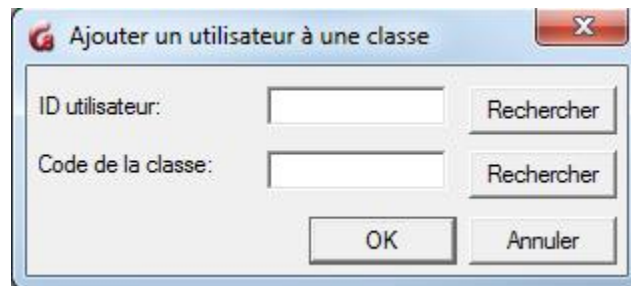 Ajouter un utilisateur à une classe
ID utilisateur: Rechercher
Code de la classe: Rechercher
OK Annuler